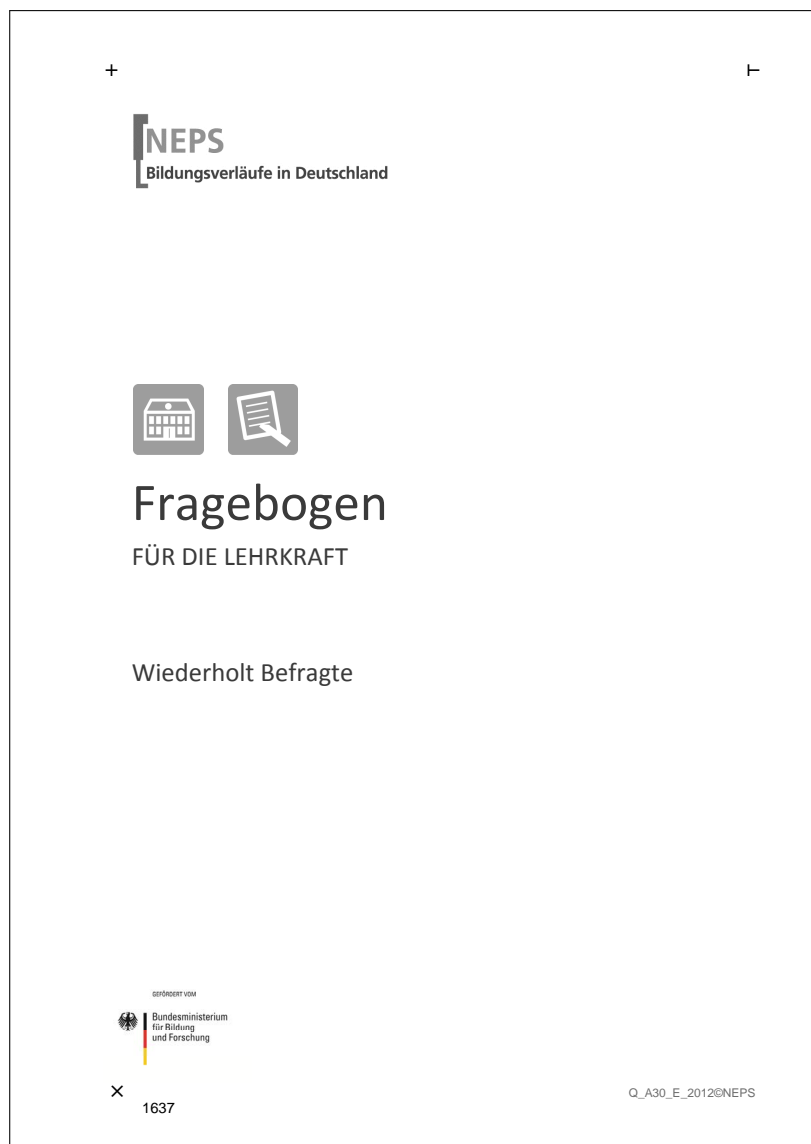 NEPS
Bildungsverläufe in Deutschland
Fragebogen
FÜR DIE LEHRKRAFT
Wiederholt Befragte
GEFÖRDERT VOM
Bundesministerium
für Bildung
und Forschung
1637
Q_A30_E_2012©NEPS